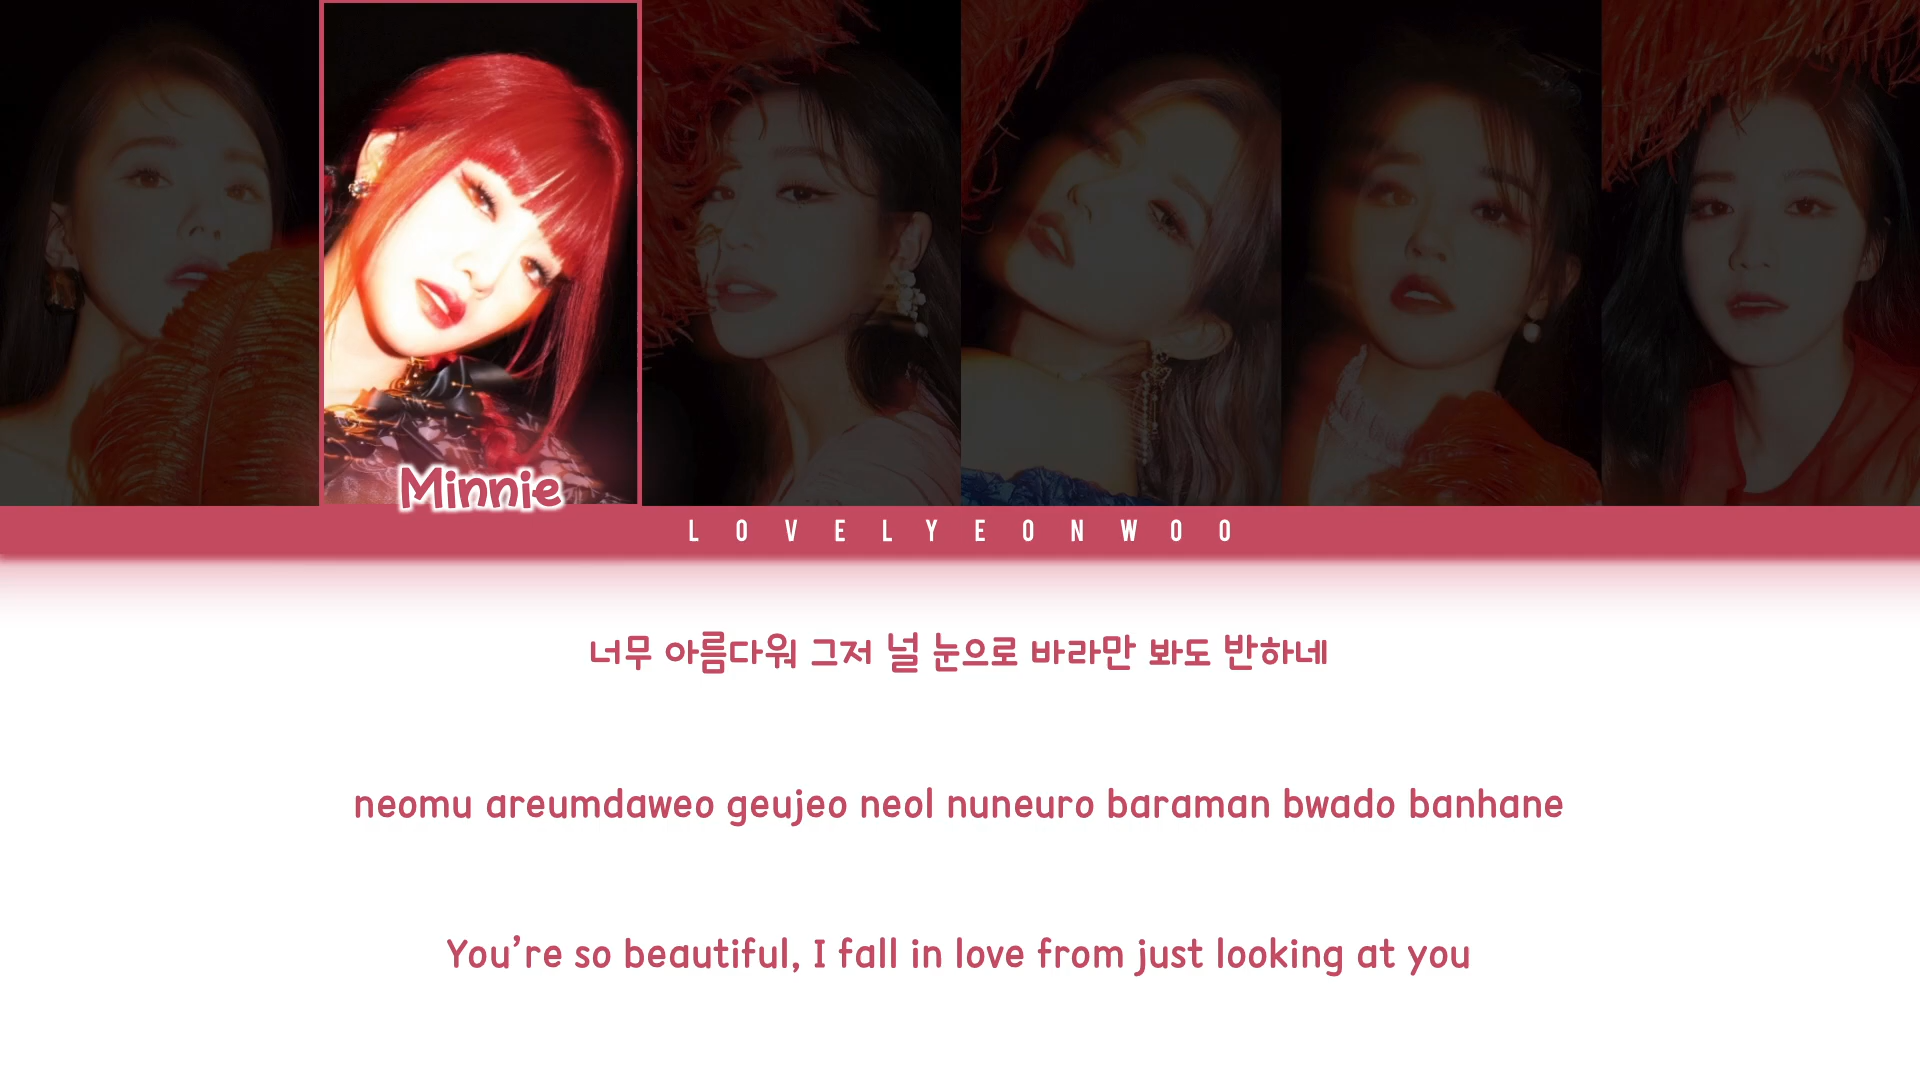 Minnie
LOVELYEONWOO
너무 아름다워 그저 널 눈으로 바라만 봐도 반하네
neomu areumdaweo geujeo neol nuneuro baraman bwado banhane
You're so beautiful, I fall in love from just looking at you